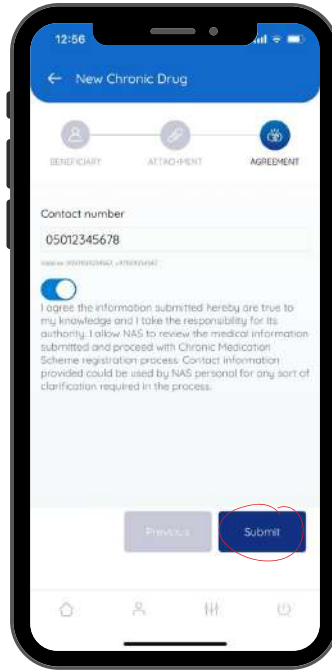 12:56
New Chronic Drug
BENEFICIARY ATTACHMENT AGREEMENT
Contact number
05012345678
I agree the information submitted hereby are true to
my knowledge and I take the responsibility for its
authority. I allow NAS to review the medical information
submitted and proceed with Chronic Medication
Scheme registration process. Contact information
provided could be used by NAS personal for any sort of
clarification required in the process.
Previous Submit